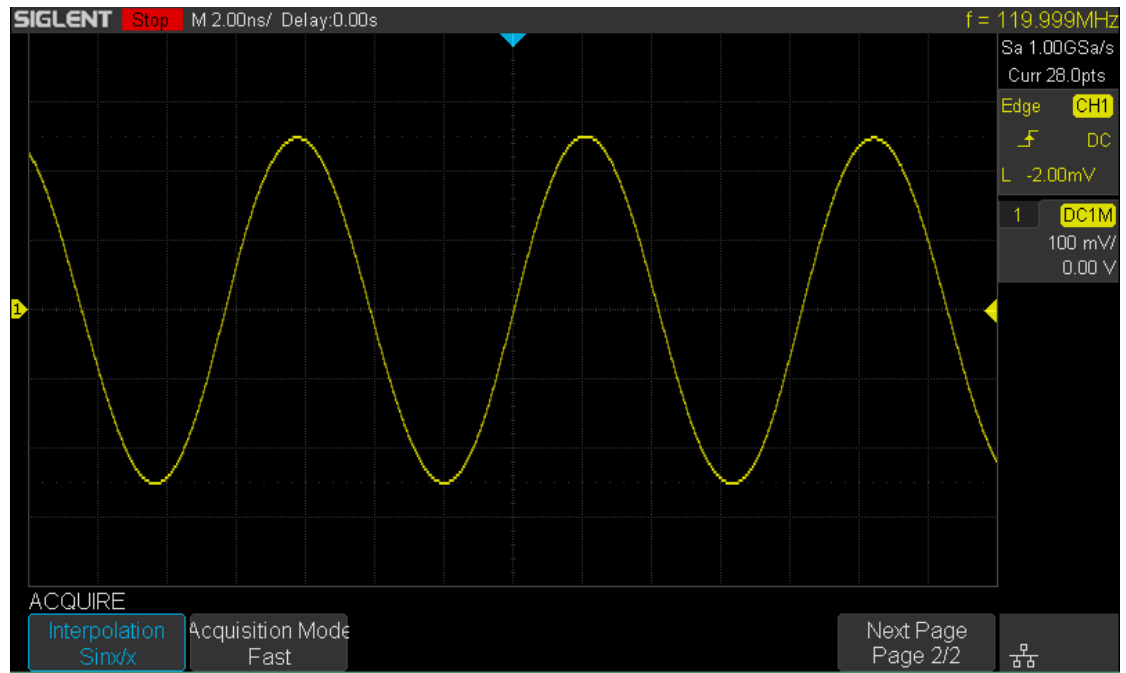 SIGLENT Stop M 2.00ns/ Delay:0.00s f = 119.999MHz
Sa 1.00GSa/s
Curr 28.0pts
Edge CH1
DC
L -2.00mV
1 DC1M
100 mV/
0.00 V
1
ACQUIRE
Interpolation
Sinx/x
Acquisition Mode
Fast
Next Page
Page 2/2